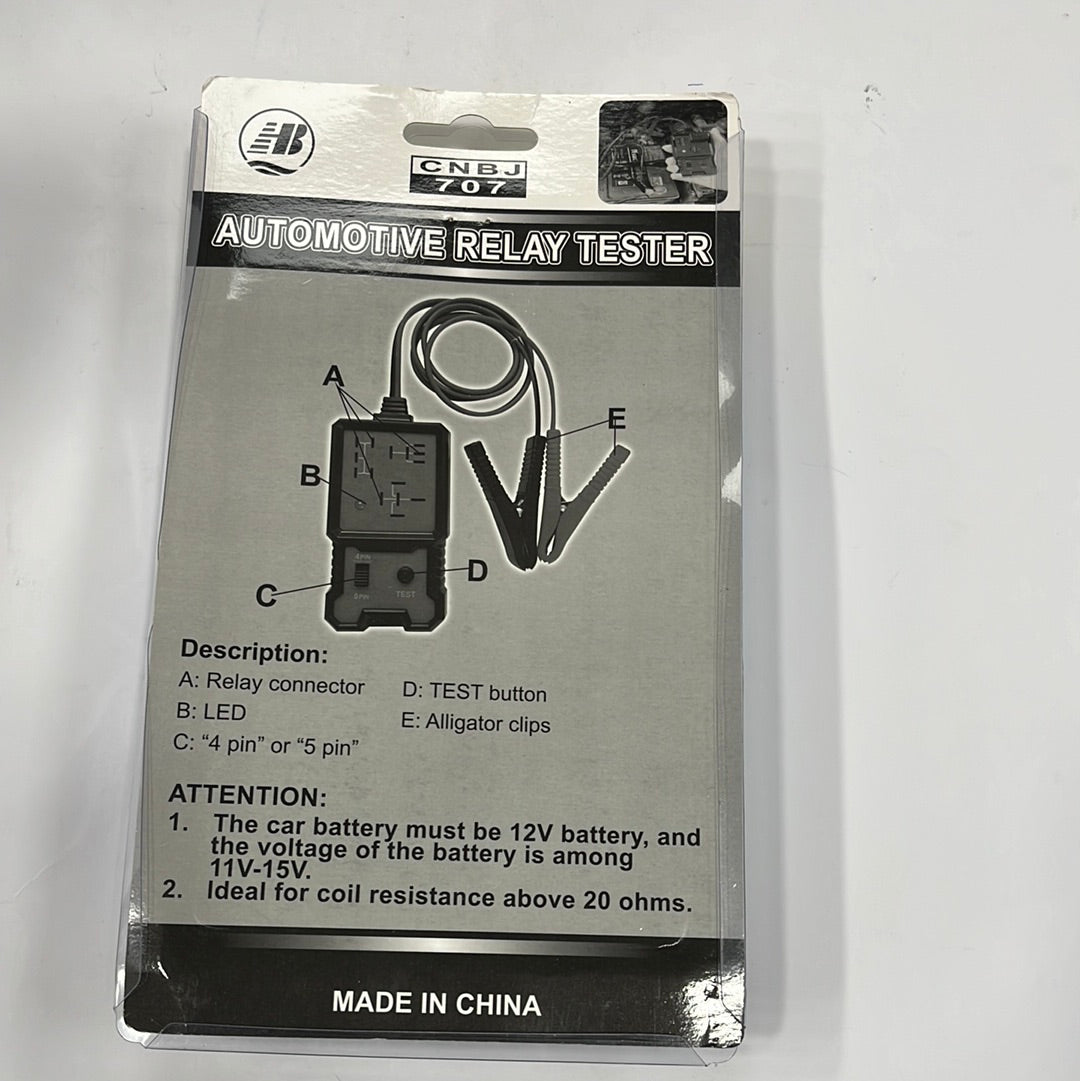 CNBJ
707
AUTOMOTIVE RELAY TESTER
A
E
B
4PIN
D
C
5PIN
TEST
Description:
A: Relay connector
D: TEST button
B: LED
E: Alligator clips
C: “4 pin” or “5 pin”
ATTENTION:
1. The car battery must be 12V battery, and
the voltage of the battery is among
11V-15V.
2. Ideal for coil resistance above 20 ohms.
MADE IN CHINA